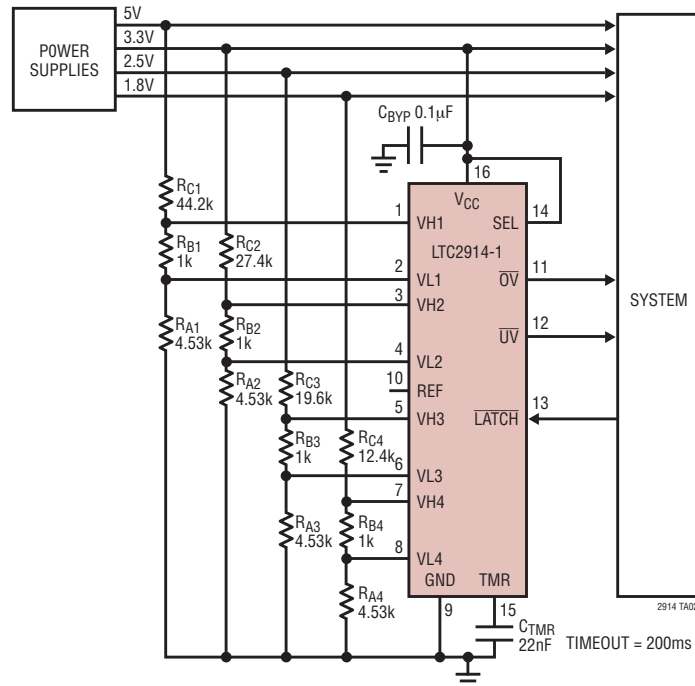 5V
3.3V
2.5V
1.8V
POWER
SUPPLIES
CBYP 0.1µF
RC1
44.2k
RB1
1k
RA1
4.53k
RC2
27.4k
RB2
1k
RA2
4.53k
RC3
19.6k
RB3
1k
RA3
4.53k
RC4
12.4k
RB4
1k
RA4
4.53k
16
VCC
1
VH1
SEL
14
LTC2914-1
2
VL1
OV
11
3
VH2
UV
12
4
VL2
10
REF
LATCH
13
5
VH3
6
VL3
7
VH4
8
VL4
GND
TMR
9
15
CTMR
22nF
TIMEOUT = 200ms
SYSTEM
2914 TA02